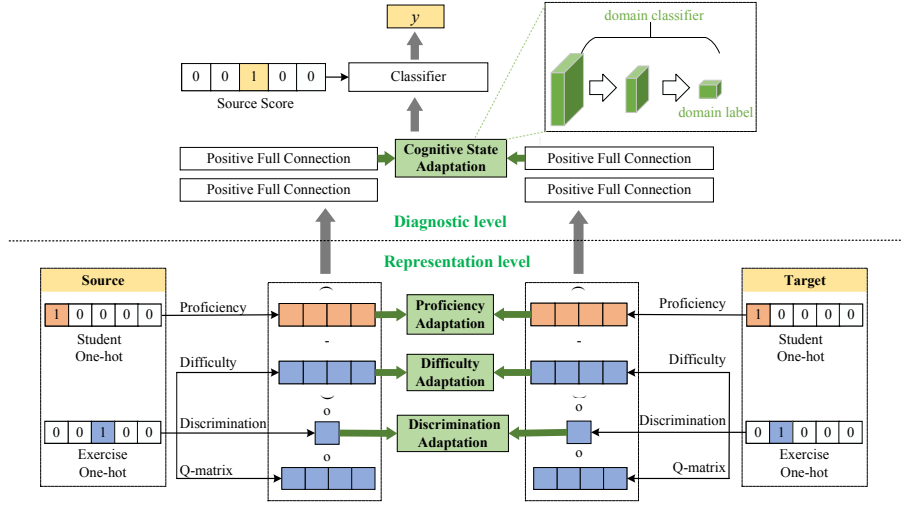 y
domain classifier
0 0 1 0 0
Classifier
Source Score
domain label
Positive Full Connection
Cognitive State
Adaptation
Positive Full Connection
Positive Full Connection
Positive Full Connection
Diagnostic level
Representation level
Source
Target
Proficiency
Proficiency
Adaptation
Proficiency
1 0 0 0 0
1 0 0 0 0
Student
One-hot
Student
One-hot
-
-
Difficulty
Difficulty
Adaptation
Difficulty
o
o
Discrimination
Discrimination
Adaptation
Discrimination
0 0 1 0 0
0 1 0 0 0
Exercise
One-hot
Exercise
One-hot
o
o
Q-matrix
Q-matrix